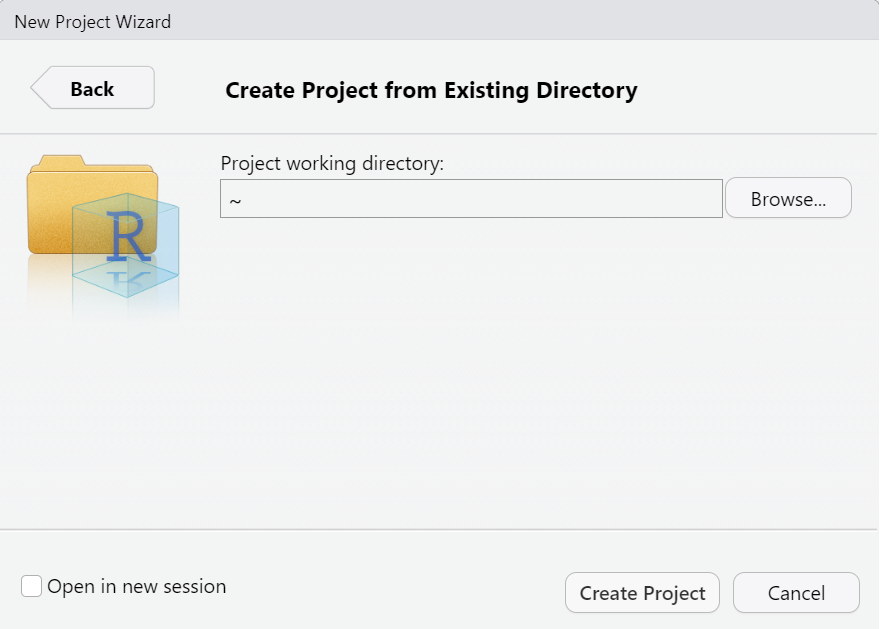 New Project Wizard
Back
Create Project from Existing Directory
Project working directory:
~
Browse...
R
Open in new session
Create Project
Cancel